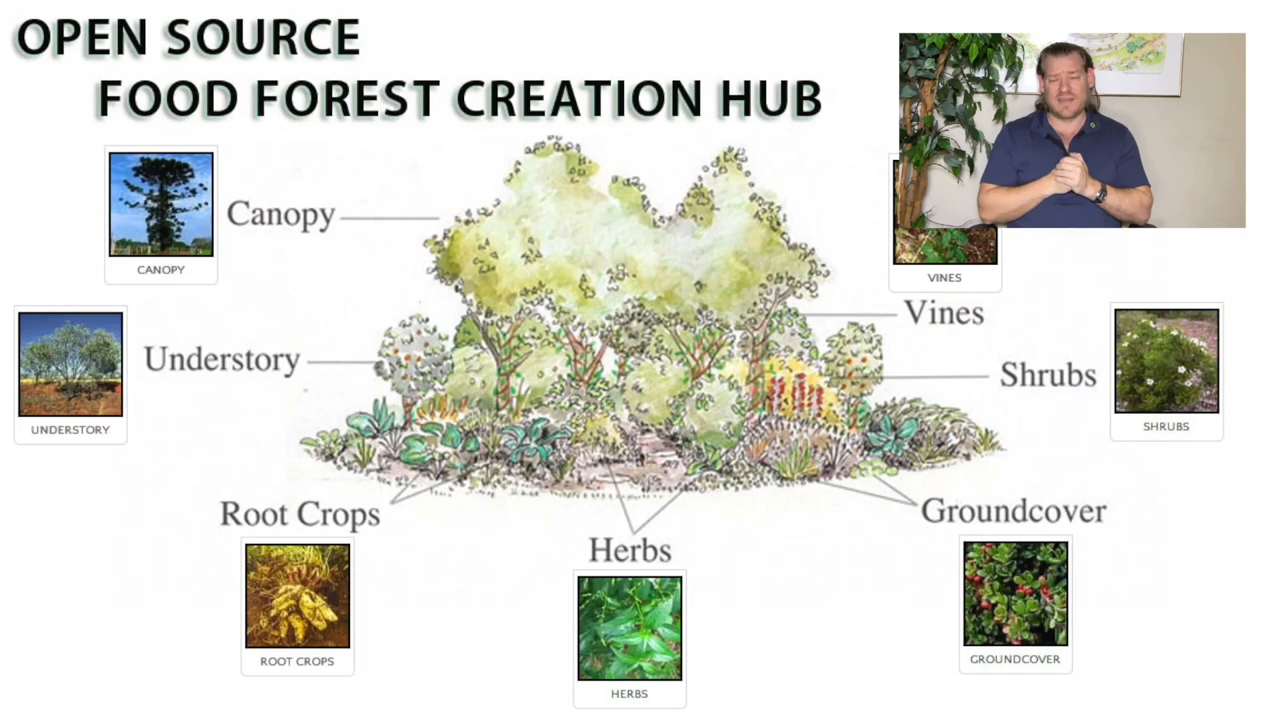 OPEN SOURCE
FOOD FOREST CREATION HUB
CANOPY
Canopy
VINES
Vines
UNDERSTORY
Understory
Shrubs
SHRUBS
Root Crops
ROOT CROPS
Herbs
HERBS
Groundcover
GROUNDCOVER